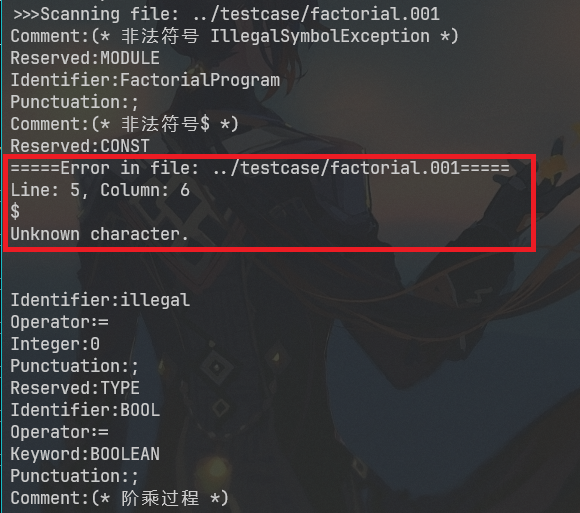 >>>Scanning file: ../testcase/factorial.001
Comment:(* 非法符号 IllegalSymbolException *)
Reserved:MODULE
Identifier:FactorialProgram
Punctuation:;
Comment:(* 非法符号$ *)
Reserved:CONST
=====Error in file: ../testcase/factorial.001=====
Line: 5, Column: 6
$
Unknown character.
Identifier:illegal
Operator:=
Integer:0
Punctuation:;
Reserved:TYPE
Identifier:BOOL
Operator:=
Keyword:BOOLEAN
Punctuation:;
Comment:(* 阶乘过程 *)